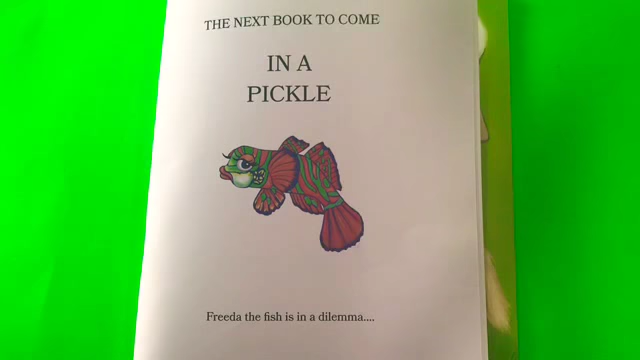 THE NEXT BOOK TO COME
IN A
PICKLE
Freeda the fish is in a dilemma....